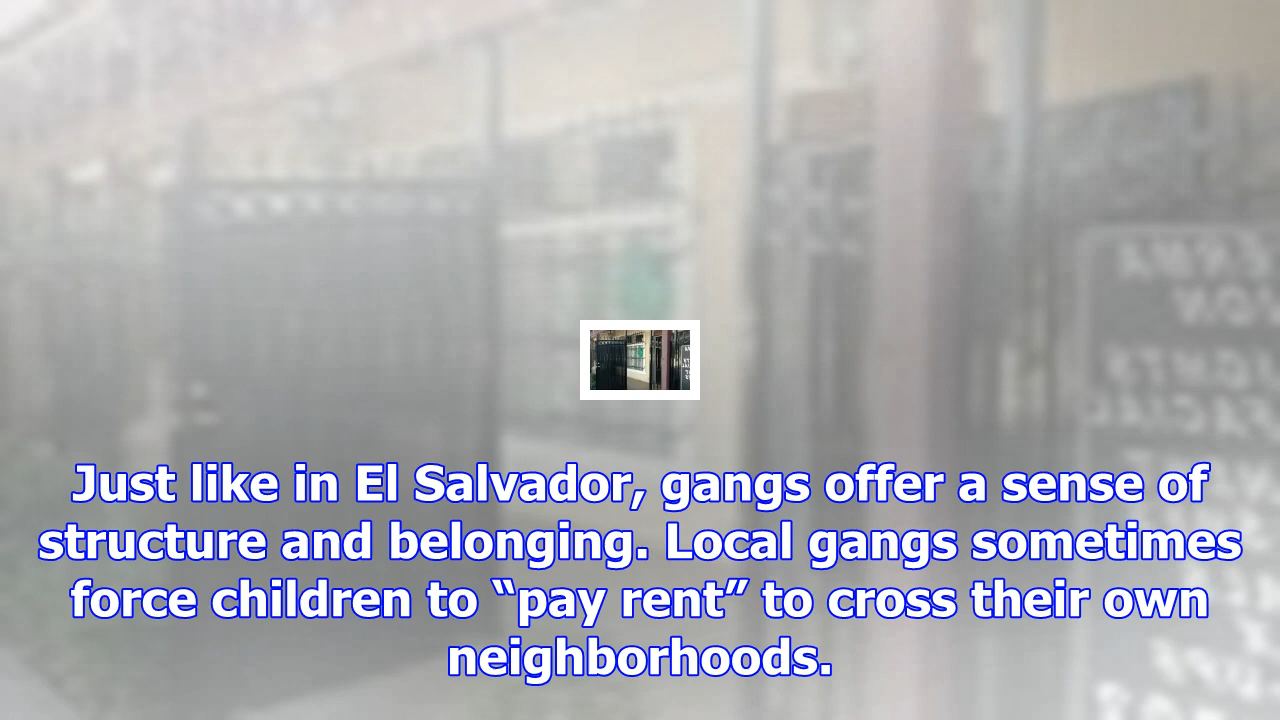 Just like in El Salvador, gangs offer a sense of
structure and belonging. Local gangs sometimes
force children to “pay rent” to cross their own
neighborhoods.